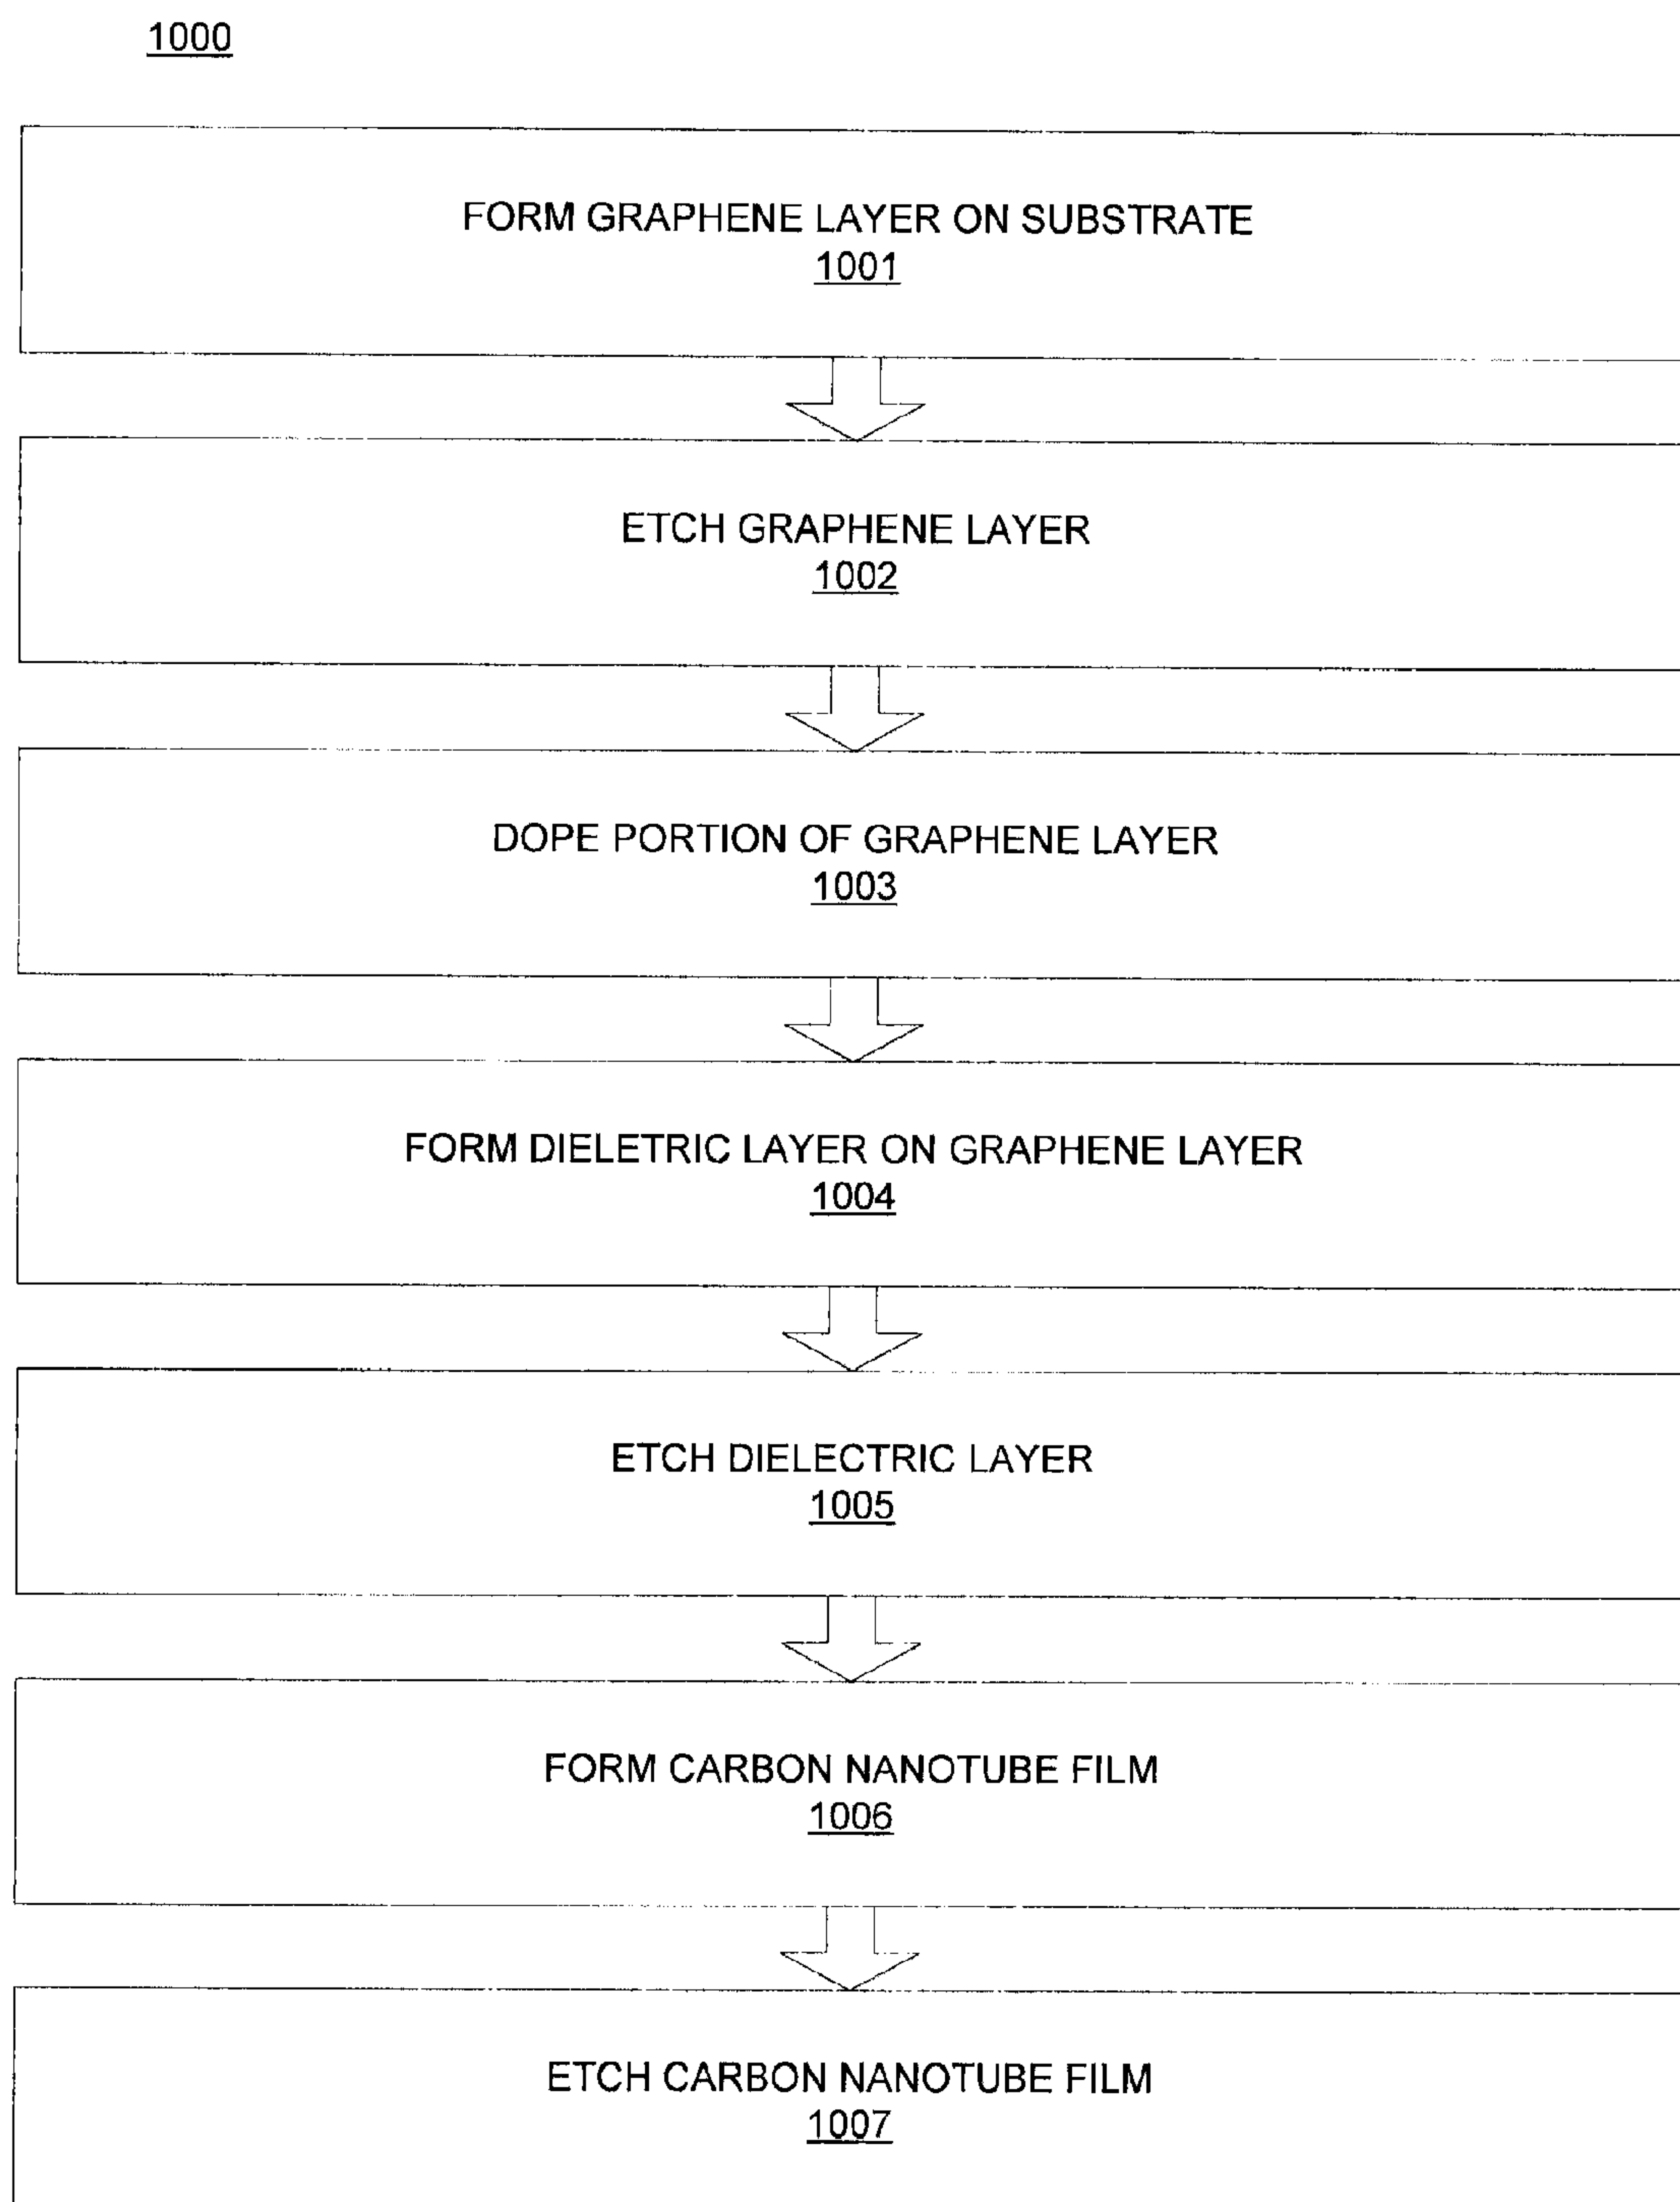 1000
FORM GRAPHENE LAYER ON SUBSTRATE
1001
ETCH GRAPHENE LAYER
1002
DOPE PORTION OF GRAPHENE LAYER
1003
FORM DIELETRIC LAYER ON GRAPHENE LAYER
1004
ETCH DIELECTRIC LAYER
1005
FORM CARBON NANOTUBE FILM
1006
ETCH CARBON NANOTUBE FILM
1007